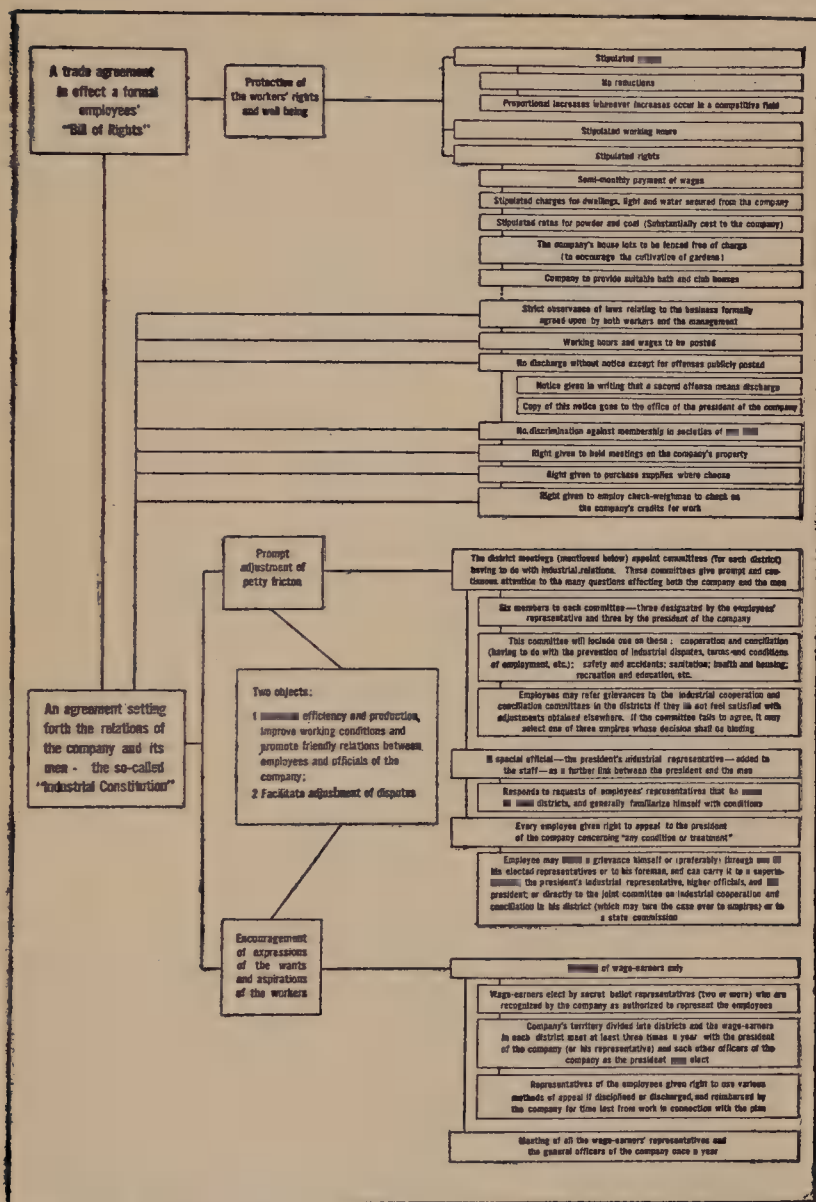 A trade agreement
in effect a formal
employees'
"Bill of Rights"
Protection of
the workers' rights
and well being
Stipulated
No reductions
Proportional increases wherever increases occur in a competitive field
Stipulated working hours
Stipulated rights
Semi-monthly payment of wages
Stipulated charges for dwellings, light and water secured from the company
Stipulated rates for powder and coal (Substantially cost to the company)
The company's house lots to be fenced free of charge
(to encourage the cultivation of gardens)
Company to provide suitable bath and club houses
Strict observance of laws relating to the business formally
agreed upon by both workers and the management
Working hours and wages to be posted
No discharge without notice except for offenses publicly posted
Notice given in writing that a second offense means discharge
Copy of this notice goes to the office of the president of the company
No discrimination against membership in societies of
Right given to hold meetings on the company's property
Right given to purchase supplies where choose
Right given to employ check-weighman to check on
the company's credits for work
Prompt
adjustment of
petty friction
The district meetings (mentioned below) appoint committees (for each district)
having to do with industrial relations. These committees give prompt and con-
tinuous attention to the many questions affecting both the company and the men
Six members to each committee—three designated by the employees'
representative and three by the president of the company
This committee will include one on these: cooperation and conciliation
(having to do with the prevention of industrial disputes, terms and conditions
of employment, etc.): safety and accidents; sanitation; health and housing;
recreation and education, etc.
Employees may refer grievances to the industrial cooperation and
conciliation committees in the districts if they not feel satisfied with
adjustments obtained elsewhere. If the committee fails to agree, it may
select one of three umpires whose decision shall be binding
special official—the president's industrial representative—added to
the staff—as a further link between the president and the men
Responds to requests of employees' representatives that he
districts, and generally familiarize himself with conditions
Every employee given right to appeal to the president
of the company concerning "any condition or treatment"
Employee may a grievance himself or (preferably) through one
his elected representatives or to his foreman, and can carry it to a superin-
the president's industrial representative, higher officials, and
president; or directly to the joint committee on industrial cooperation and
conciliation in his district (which may turn the case over to umpires) or to
a state commission
Two objects:
1 efficiency and production,
improve working conditions and
promote friendly relations between
employees and officials of the
company;
2 Facilitate adjustment of disputes
An agreement setting
forth the relations of
the company and its
men - the so-called
"Industrial Constitution"
Encouragement
of expressions
of the wants
and aspirations
of the workers
of wage-earners only
Wage-earners elect by secret ballot representatives (two or more) who are
recognized by the company as authorized to represent the employees
Company's territory divided into districts and the wage-earners
in each district meet at least three times a year with the president
of the company (or his representative) and such other officers of the
company as the president elect
Representatives of the employees given right to use various
methods of appeal if disciplined or discharged, and reimbursed by
the company for time lost from work in connection with the plan
Meeting of all the wage-earners' representatives and
the general officers of the company once a year